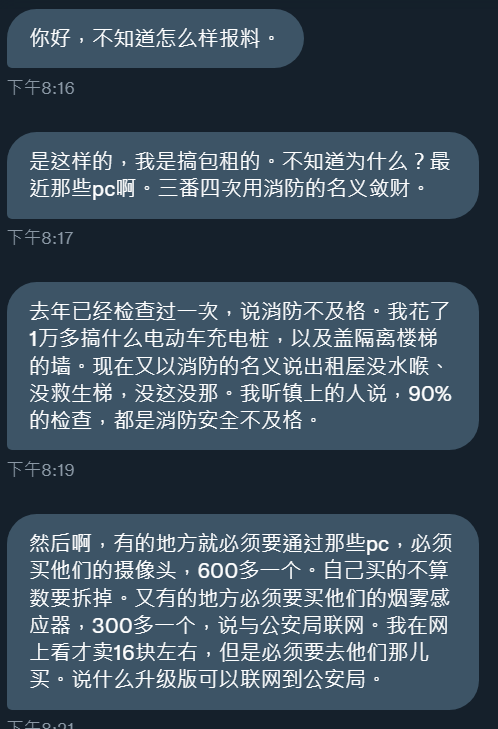 你好，不知道怎么样报料。
下午8:16
是这样的，我是搞包租的。不知道为什么？最
近那些pc啊。三番四次用消防的名义敛财。
下午8:17
去年已经检查过一次，说消防不及格。我花了
1万多搞什么电动车充电桩，以及盖隔离楼梯
的墙。现在又以消防的名义说出租屋没水喉、
没救生梯，没这没那。我听镇上的人说，90%
的检查，都是消防安全不及格。
下午8:19
然后啊，有的地方就必须要通过那些pc，必须
买他们的摄像头，600多一个。自己买的不算
数要拆掉。又有的地方必须要买他们的烟雾感
应器，300多一个，说与公安局联网。我在网
上看才卖16块左右，但是必须要去他们那儿
买。说什么升级版可以联网到公安局。
下午8:21